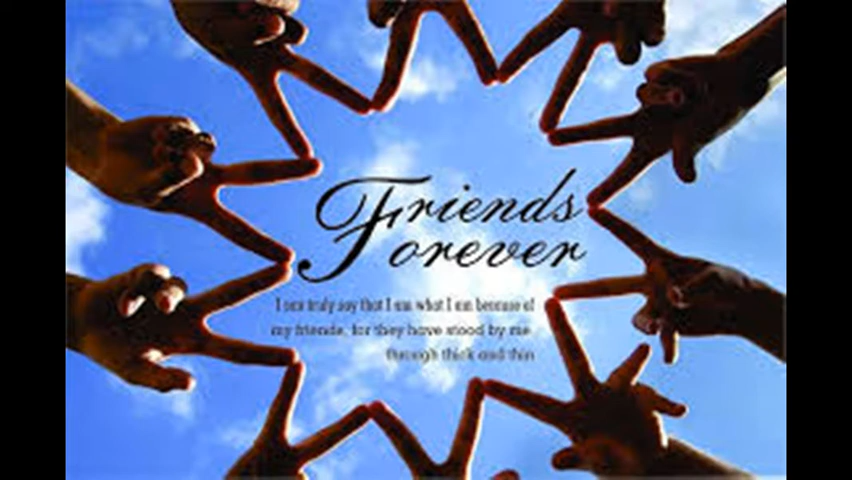 Friends
Forever
I can truly say that I am what I am because of
my friends, for they have stood by me
through thick and thin